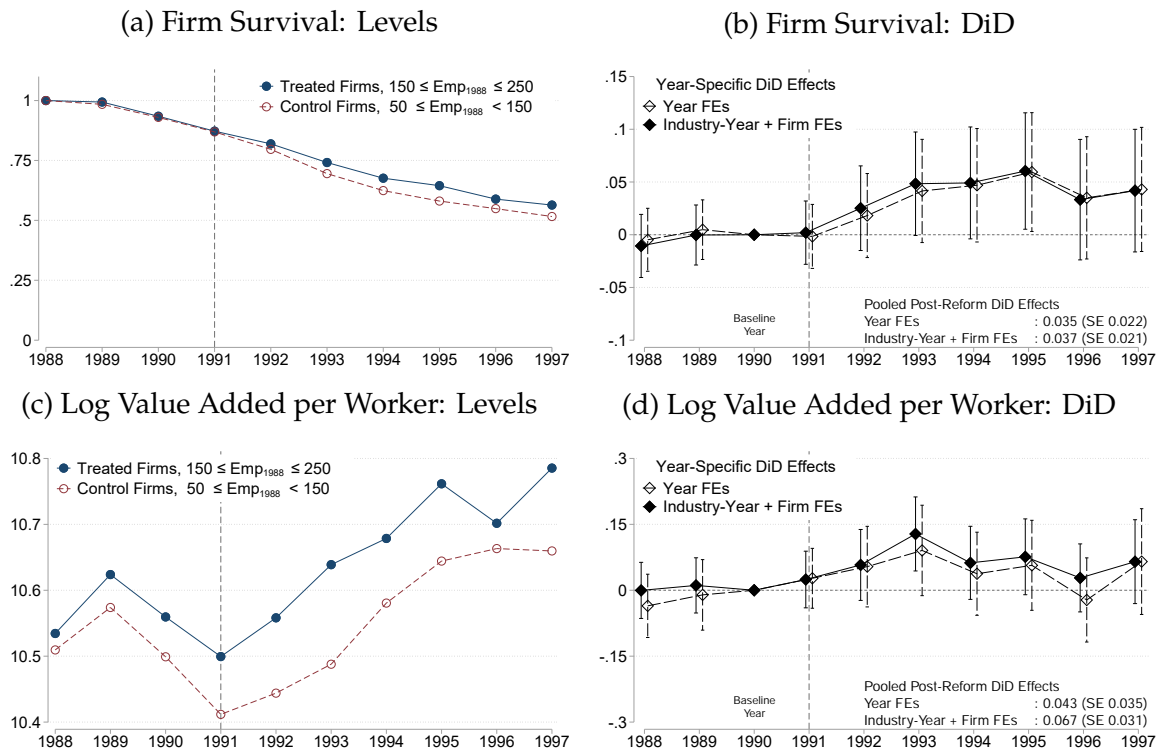 (a) Firm Survival: Levels
1
.75
.5
.25
0
Treated Firms, 150 ≤ Emp1988 ≤ 250
Control Firms, 50 ≤ Emp1988 < 150
1988 1989 1990 1991 1992 1993 1994 1995 1996 1997
(b) Firm Survival: DiD
.15
.1
.05
0
-.05
-.1
Year-Specific DiD Effects
Year FEs
Industry-Year + Firm FEs
Baseline
Year
Pooled Post-Reform DiD Effects
Year FEs : 0.035 (SE 0.022)
Industry-Year + Firm FEs : 0.037 (SE 0.021)
1988 1989 1990 1991 1992 1993 1994 1995 1996 1997
(c) Log Value Added per Worker: Levels
10.8
10.7
10.6
10.5
10.4
Treated Firms, 150 ≤ Emp1988 ≤ 250
Control Firms, 50 ≤ Emp1988 < 150
1988 1989 1990 1991 1992 1993 1994 1995 1996 1997
(d) Log Value Added per Worker: DiD
.3
.15
0
-.15
-.3
Year-Specific DiD Effects
Year FEs
Industry-Year + Firm FEs
Baseline
Year
Pooled Post-Reform DiD Effects
Year FEs : 0.043 (SE 0.035)
Industry-Year + Firm FEs : 0.067 (SE 0.031)
1988 1989 1990 1991 1992 1993 1994 1995 1996 1997